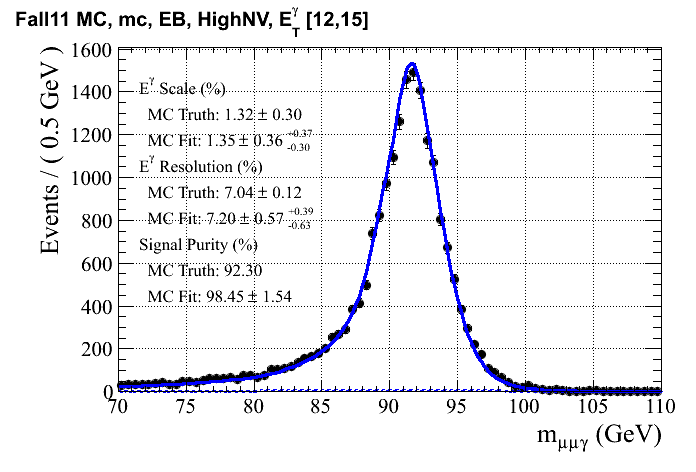 Fall11 MC, mc, EB, HighNV, E_T^γ [12,15]
Events / ( 0.5 GeV )
1600
1400
1200
1000
800
600
400
200
0
E^γ Scale (%)
MC Truth: 1.32 ± 0.30
MC Fit: 1.35 ± 0.36 +0.37 -0.30
E^γ Resolution (%)
MC Truth: 7.04 ± 0.12
MC Fit: 7.20 ± 0.57 +0.39 -0.63
Signal Purity (%)
MC Truth: 92.30
MC Fit: 98.45 ± 1.54
70 75 80 85 90 95 100 105 110
m_μμγ (GeV)